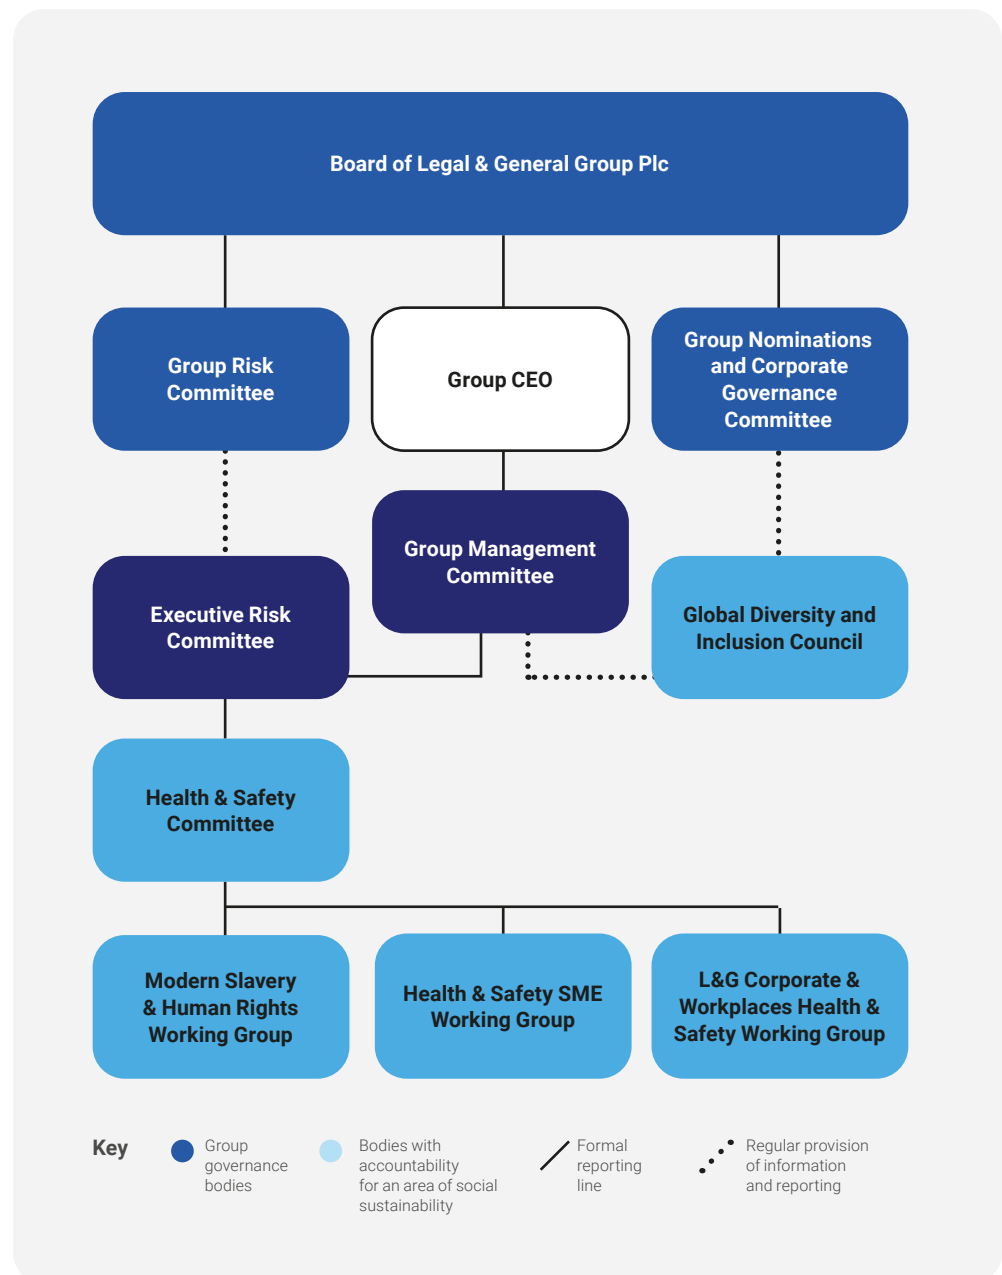 Board of Legal & General Group Plc
Group Risk
Committee
Group CEO
Group Nominations
and Corporate
Governance
Committee
Group Management
Committee
Executive Risk
Committee
Global Diversity and
Inclusion Council
Health & Safety
Committee
Modern Slavery
& Human Rights
Working Group
Health & Safety SME
Working Group
L&G Corporate &
Workplaces Health &
Safety Working Group
Key
Group
governance
bodies
Bodies with
accountability
for an area of social
sustainability
Formal
reporting
line
Regular provision
of information
and reporting